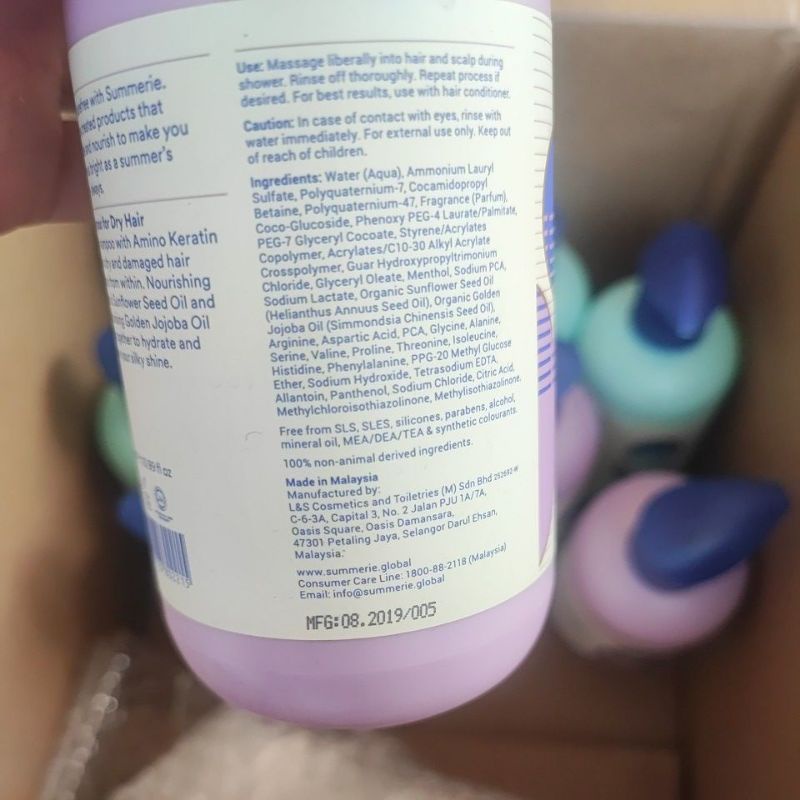 with Summerie.
products that
nourish to make you
bright as a summer's
for Dry Hair
with Amino Keratin
and damaged hair
from within. Nourishing
Sunflower Seed Oil and
Golden Jojoba Oil
to hydrate and
silky shine.
fl oz
Use: Massage liberally into hair and scalp during
shower. Rinse off thoroughly. Repeat process if
desired. For best results, use with hair conditioner.
Caution: In case of contact with eyes, rinse with
water immediately. For external use only. Keep out
of reach of children.
Ingredients: Water (Aqua), Ammonium Lauryl
Sulfate, Polyquaternium-7, Cocamidopropyl
Betaine, Polyquaternium-47, Fragrance (Parfum),
Coco-Glucoside, Phenoxy PEG-4 Laurate/Palmitate,
PEG-7 Glyceryl Cocoate, Styrene/Acrylates
Copolymer, Acrylates/C10-30 Alkyl Acrylate
Crosspolymer, Guar Hydroxypropyltrimonium
Chloride, Glyceryl Oleate, Menthol, Sodium PCA,
Sodium Lactate, Organic Sunflower Seed Oil
(Helianthus Annuus Seed Oil), Organic Golden
Jojoba Oil (Simmondsia Chinensis Seed Oil),
Arginine, Aspartic Acid, PCA, Glycine, Alanine,
Serine, Valine, Proline, Threonine, Isoleucine,
Histidine, Phenylalanine, PPG-20 Methyl Glucose
Ether, Sodium Hydroxide, Tetrasodium EDTA,
Allantoin, Panthenol, Sodium Chloride, Citric Acid,
Methylchloroisothiazolinone, Methylisothiazolinone.
Free from SLS, SLES, silicones, parabens, alcohol,
mineral oil, MEA/DEA/TEA & synthetic colourants.
100% non-animal derived ingredients.
Made in Malaysia
Manufactured by:
L&S Cosmetics and Toiletries (M) Sdn Bhd
C-6-3A, Capital 3, No. 2 Jalan PJU 1A/7A,
Oasis Square, Oasis Damansara,
47301 Petaling Jaya, Selangor Darul Ehsan,
Malaysia.
www.summerie.global
Consumer Care Line: 1800-88-2118 (Malaysia)
Email: info@summerie.global
MFG:08.2019/005